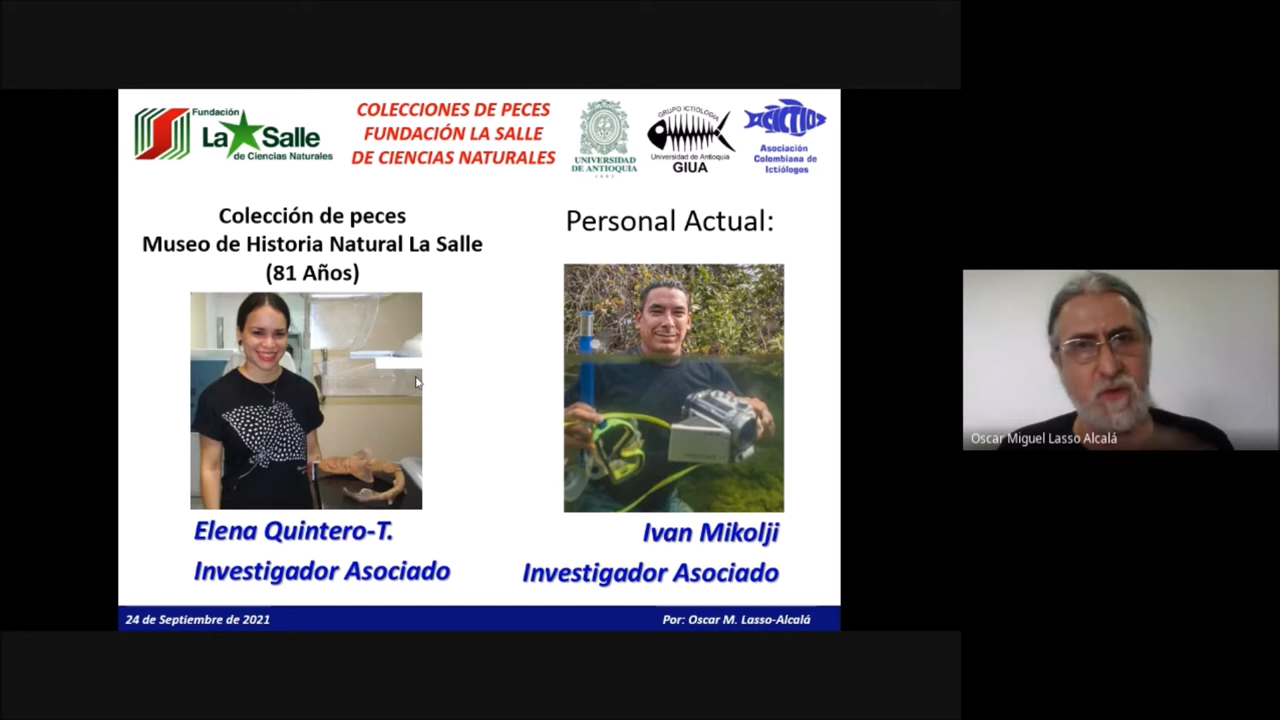 Fundación
La Salle
de Ciencias Naturales
COLECCIONES DE PECES
FUNDACIÓN LA SALLE
DE CIENCIAS NATURALES
UNIVERSIDAD
DE ANTIOQUIA
1803
GRUPO ICTIOLOGÍA
Universidad de Antioquia
GIUA
ACICTIOS
Asociación
Colombiana de
Ictiólogos
Colección de peces
Museo de Historia Natural La Salle
(81 Años)
Personal Actual:
Elena Quintero-T.
Investigador Asociado
Ivan Mikolji
Investigador Asociado
24 de Septiembre de 2021
Por: Oscar M. Lasso-Alcalá
Oscar Miguel Lasso Alcalá